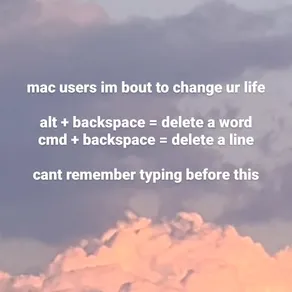 mac users im bout to change ur life
alt + backspace = delete a word
cmd + backspace = delete a line
cant remember typing before this